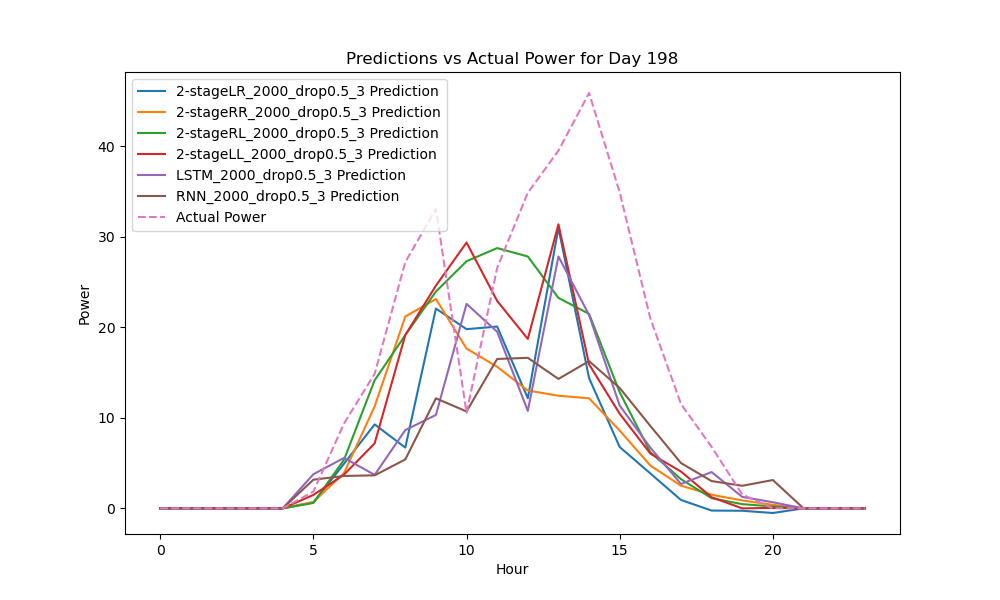 Predictions vs Actual Power for Day 198
2-stageLR_2000_drop0.5_3 Prediction
2-stageRR_2000_drop0.5_3 Prediction
2-stageRL_2000_drop0.5_3 Prediction
2-stageLL_2000_drop0.5_3 Prediction
LSTM_2000_drop0.5_3 Prediction
RNN_2000_drop0.5_3 Prediction
Actual Power
40
30
20
10
0
Power
0 5 10 15 20
Hour